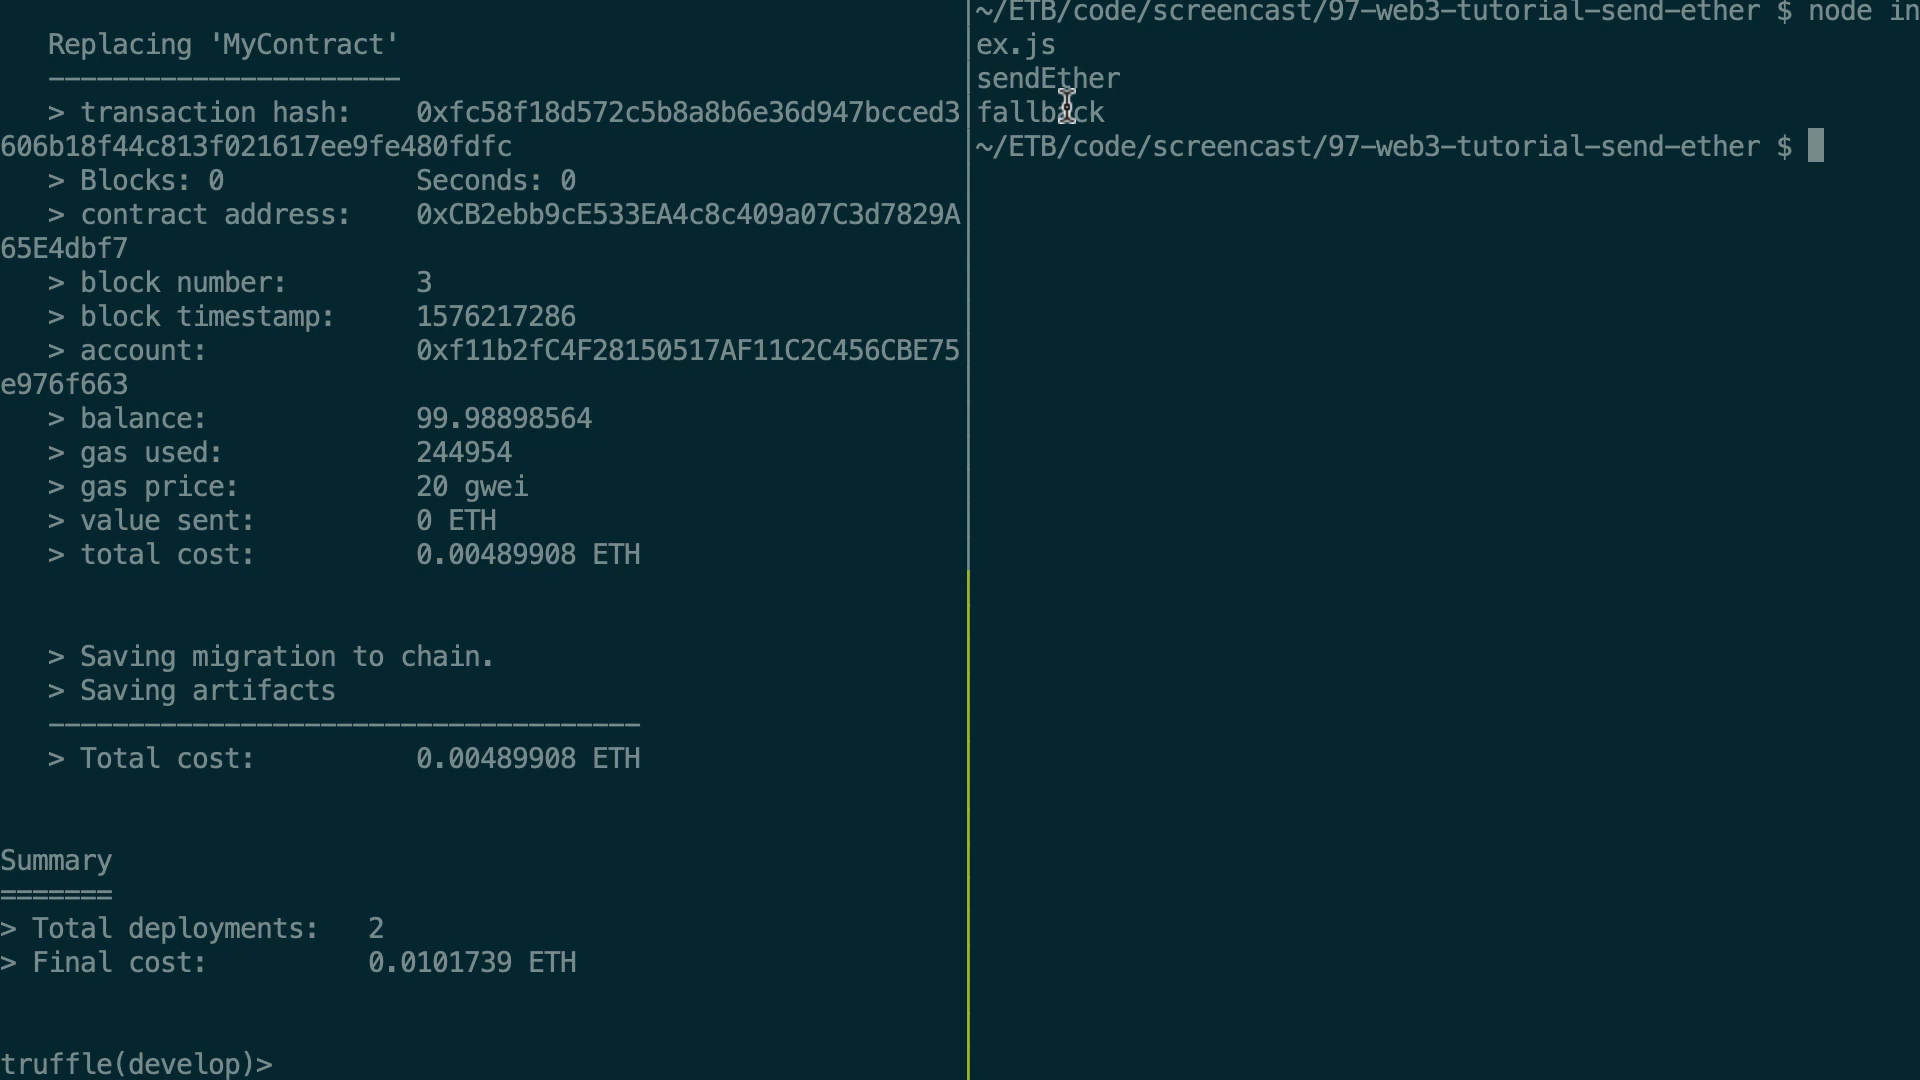 Replacing 'MyContract'
----------------------
> transaction hash:    0xfc58f18d572c5b8a8b6e36d947bcced3
606b18f44c813f021617ee9fe480fdfc
> Blocks: 0            Seconds: 0
> contract address:    0xCB2ebb9cE533EA4c8c409a07C3d7829A
65E4dbf7
> block number:        3
> block timestamp:     1576217286
> account:             0xf11b2fC4F28150517AF11C2C456CBE75
e976f663
> balance:             99.98898564
> gas used:            244954
> gas price:           20 gwei
> value sent:          0 ETH
> total cost:          0.00489908 ETH
> Saving migration to chain.
> Saving artifacts
-------------------------------------
> Total cost:          0.00489908 ETH
Summary
=======
> Total deployments:   2
> Final cost:          0.0101739 ETH
truffle(develop)>
~/ETB/code/screencast/97-web3-tutorial-send-ether $ node in
ex.js
sendEther
fallback
~/ETB/code/screencast/97-web3-tutorial-send-ether $